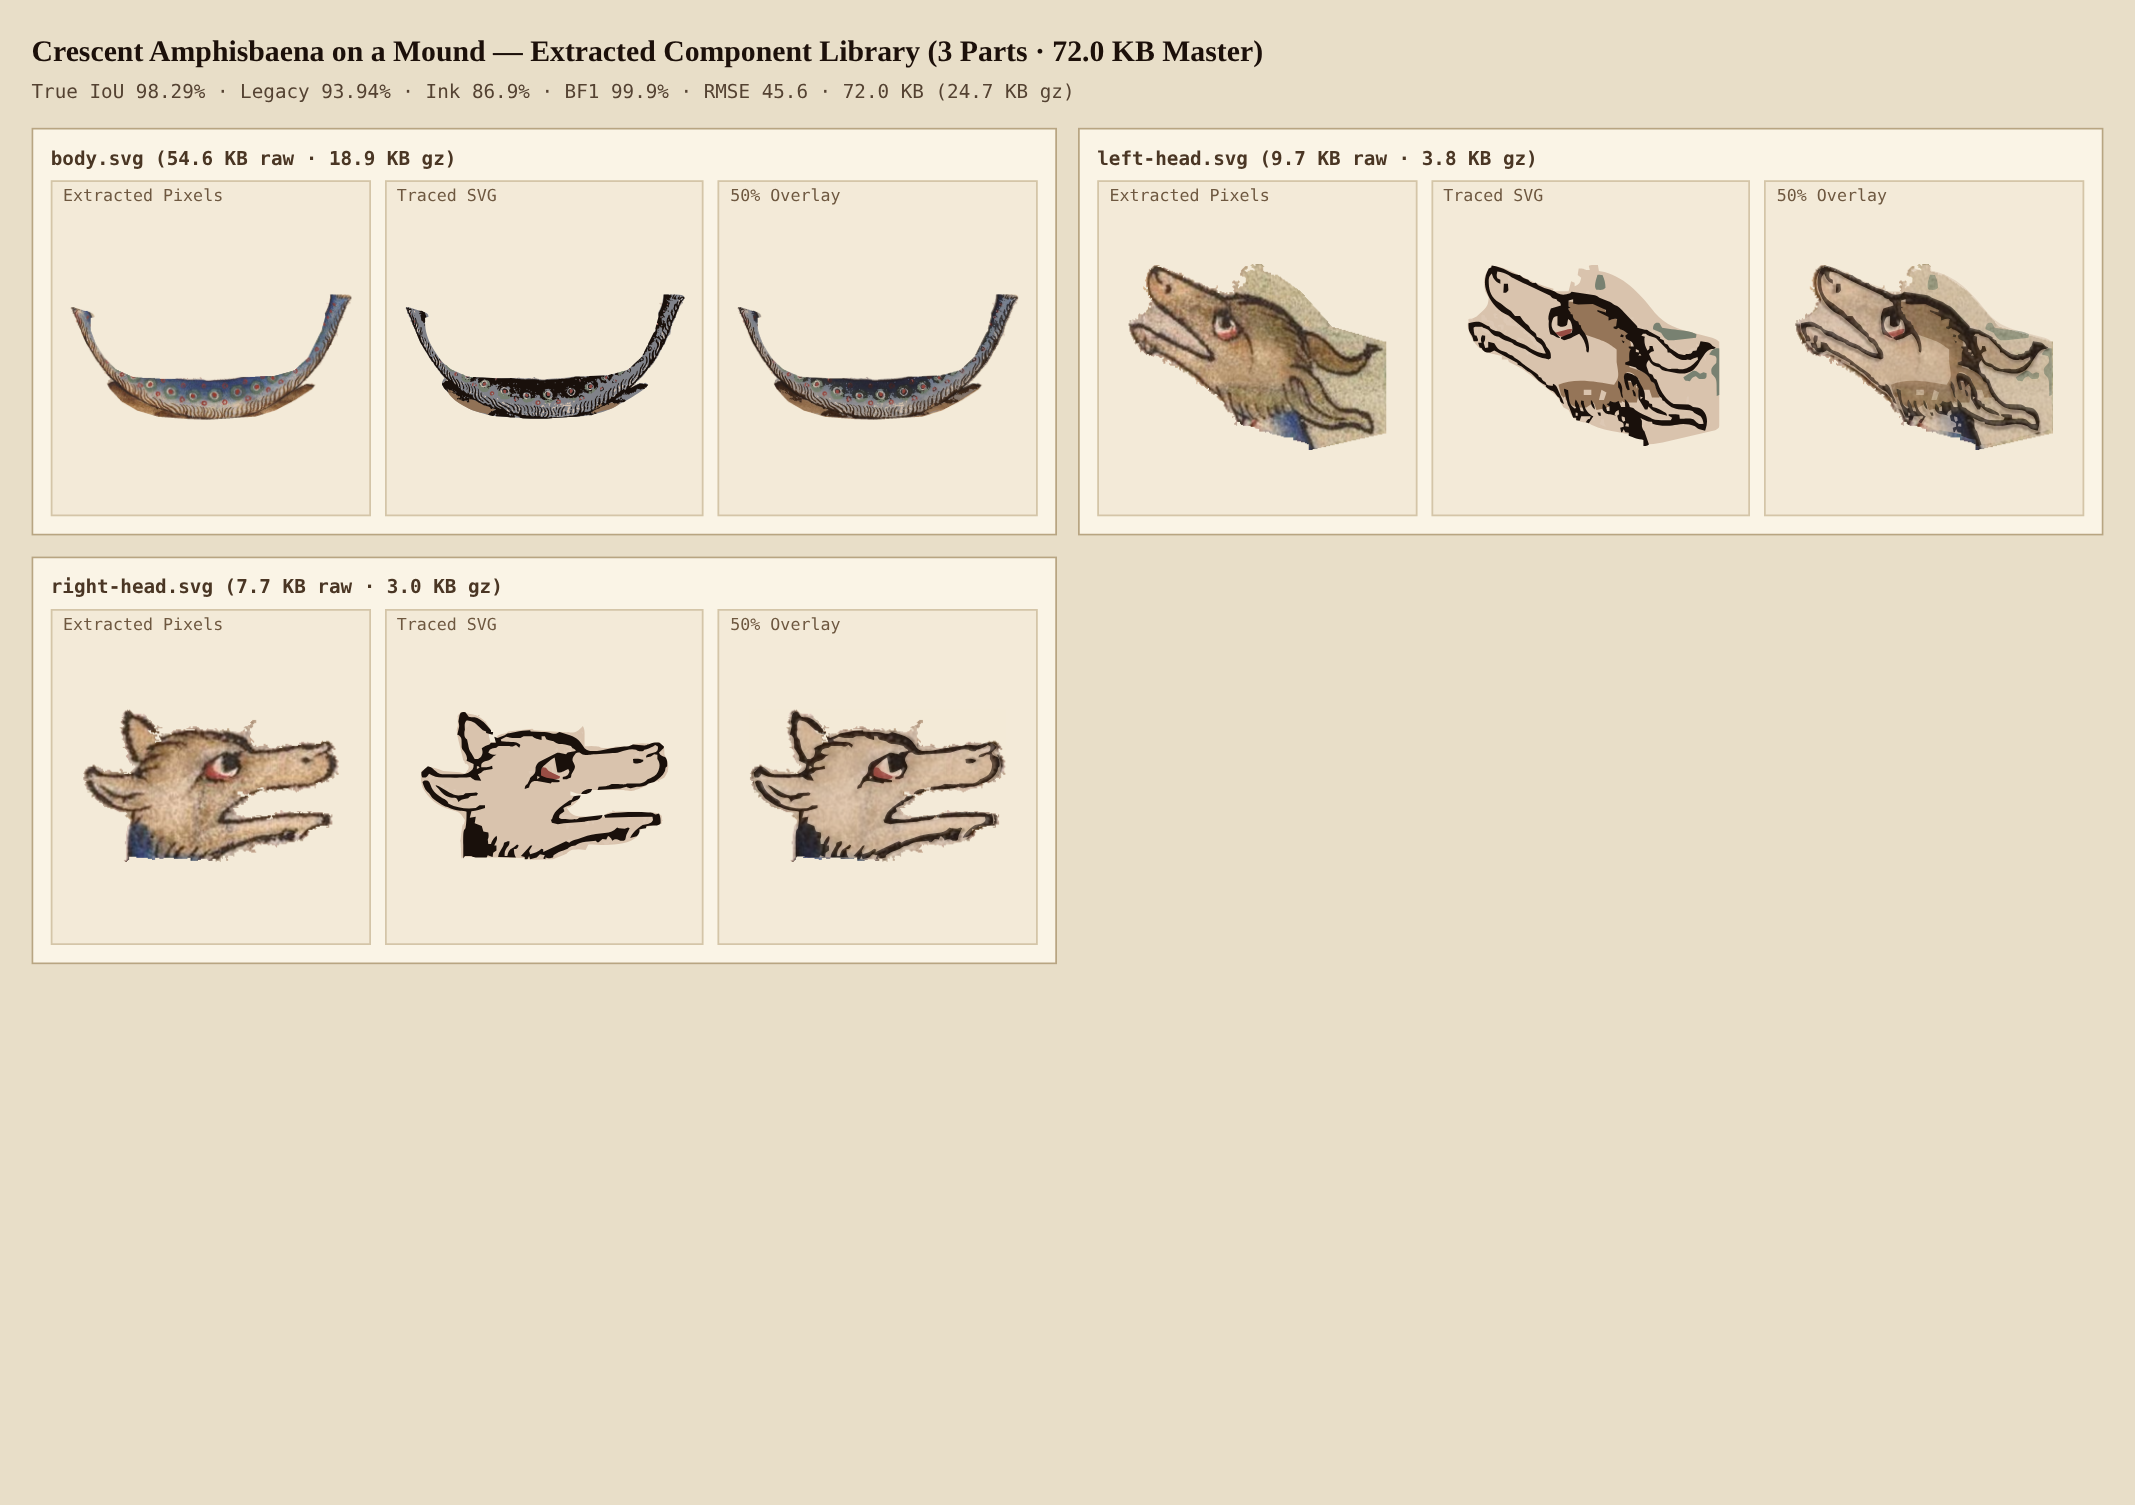 Crescent Amphisbaena on a Mound — Extracted Component Library (3 Parts · 72.0 KB Master)
True IoU 98.29% · Legacy 93.94% · Ink 86.9% · BF1 99.9% · RMSE 45.6 · 72.0 KB (24.7 KB gz)
body.svg (54.6 KB raw · 18.9 KB gz)
Extracted Pixels
Traced SVG
50% Overlay
left-head.svg (9.7 KB raw · 3.8 KB gz)
Extracted Pixels
Traced SVG
50% Overlay
right-head.svg (7.7 KB raw · 3.0 KB gz)
Extracted Pixels
Traced SVG
50% Overlay